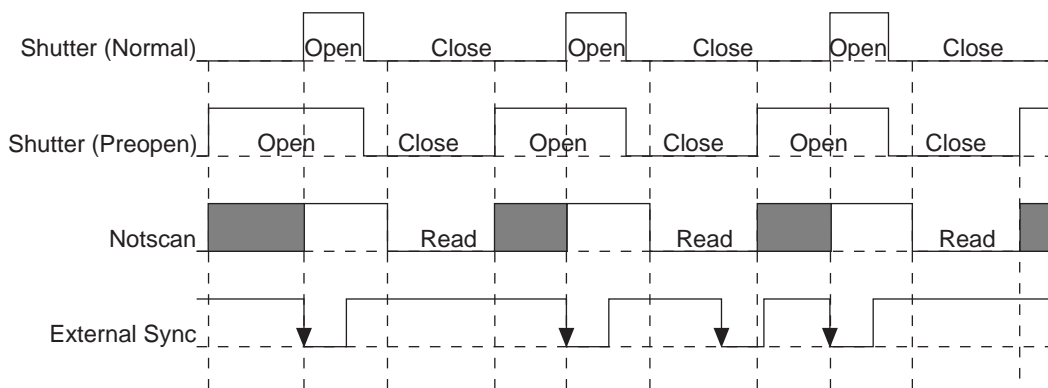 Shutter (Normal) Open Close Open Close Open Close
Shutter (Preopen) Open Close Open Close Open Close
Notscan Read Read Read
External Sync